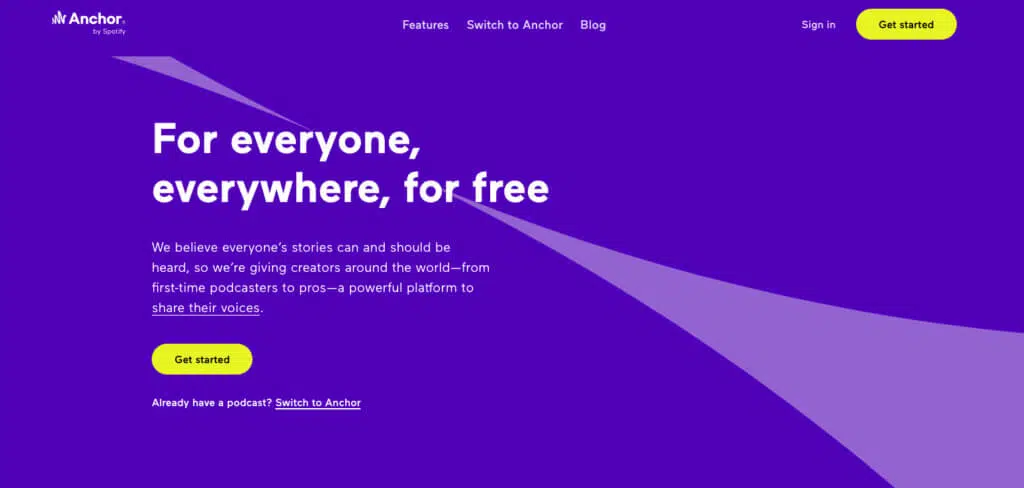 Anchor
by Spotify
Features
Switch to Anchor
Blog
Sign in
Get started
For everyone,
everywhere, for free
We believe everyone's stories can and should be
heard, so we're giving creators around the world—from
first-time podcasters to pros—a powerful platform to
share their voices.
Get started
Already have a podcast? Switch to Anchor